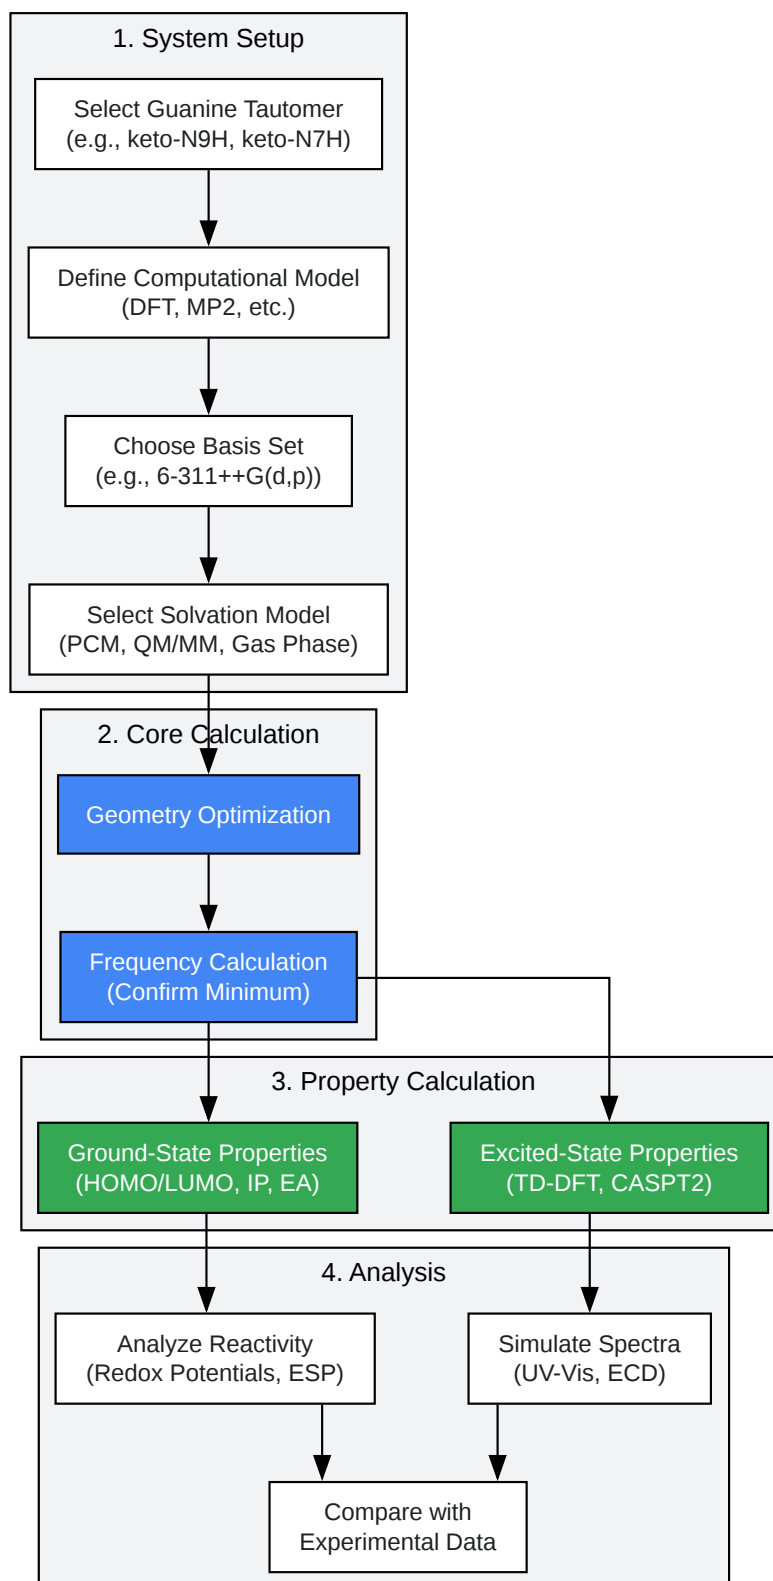 1. System Setup
Select Guanine Tautomer
(e.g., keto-N9H, keto-N7H)
Define Computational Model
(DFT, MP2, etc.)
Choose Basis Set
(e.g., 6-311++G(d,p))
Select Solvation Model
(PCM, QM/MM, Gas Phase)
2. Core Calculation
Geometry Optimization
Frequency Calculation
(Confirm Minimum)
3. Property Calculation
Ground-State Properties
(HOMO/LUMO, IP, EA)
Excited-State Properties
(TD-DFT, CASPT2)
4. Analysis
Analyze Reactivity
(Redox Potentials, ESP)
Simulate Spectra
(UV-Vis, ECD)
Compare with
Experimental Data